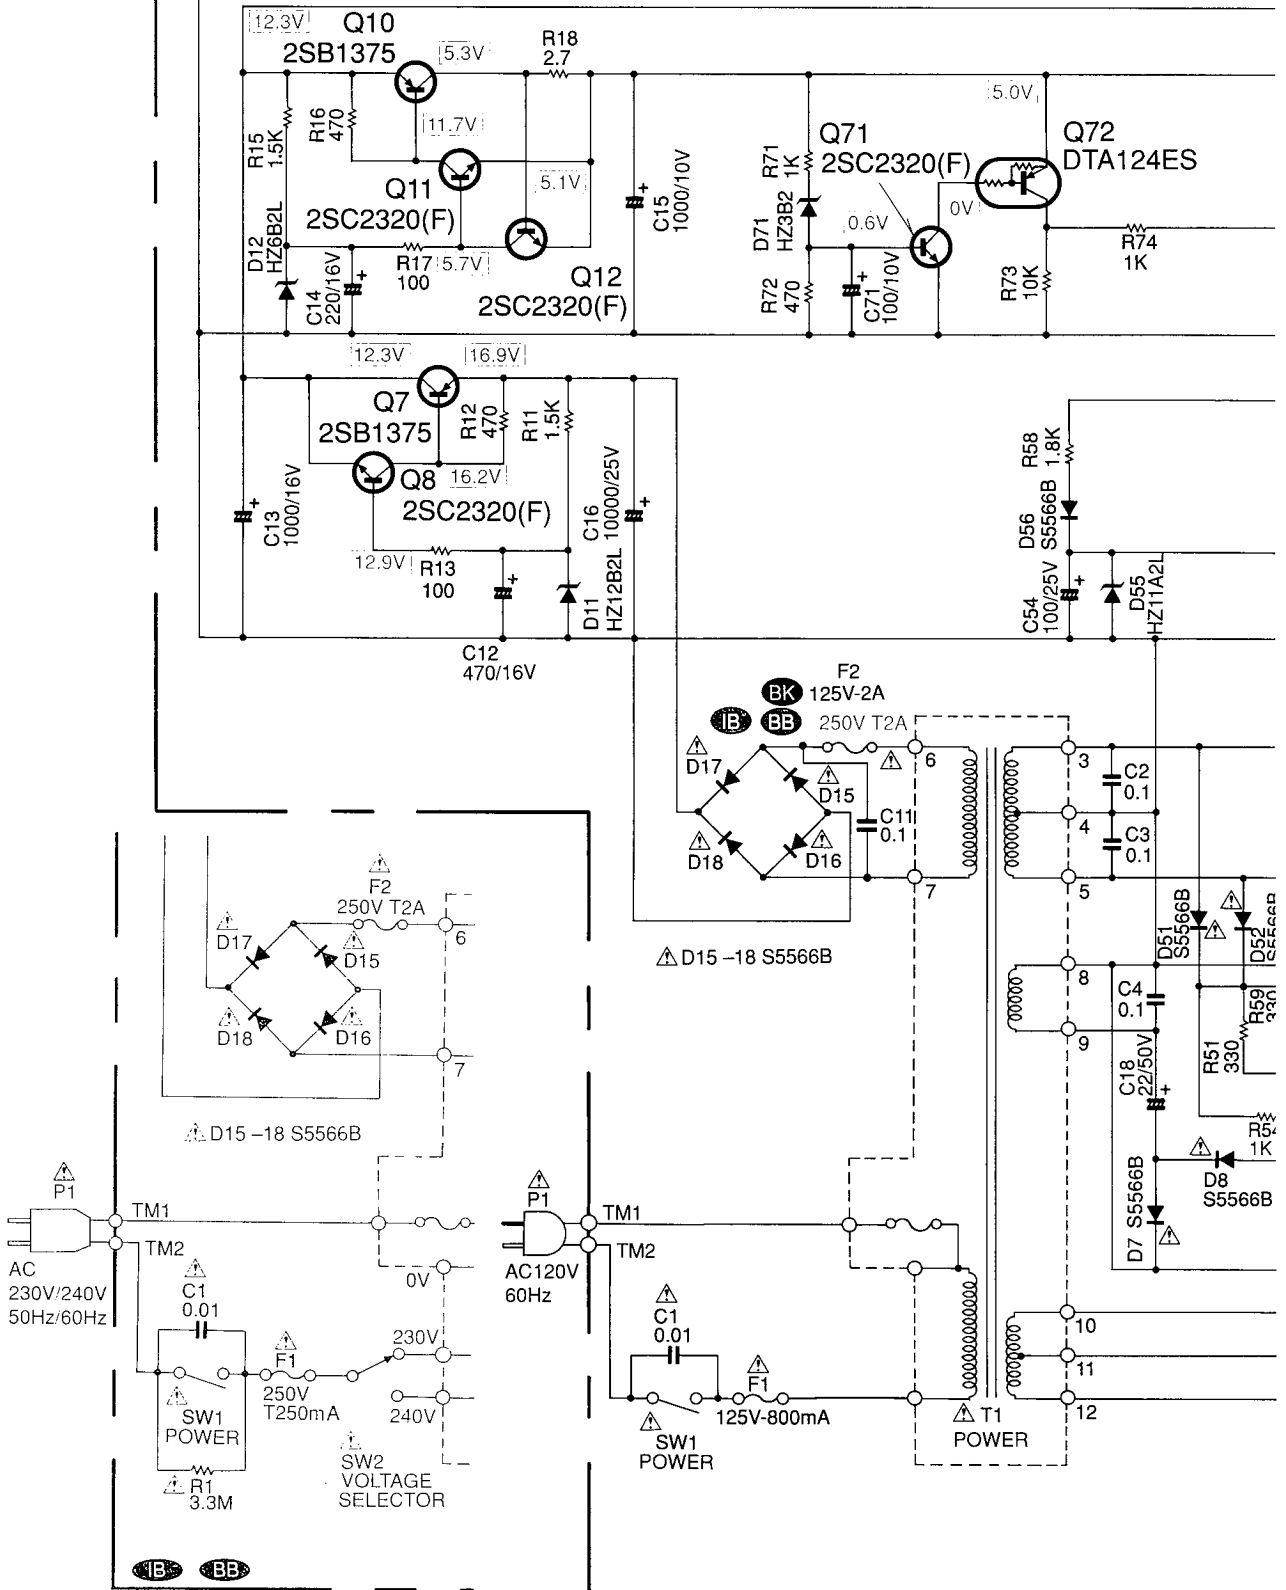 12.3V
Q10
2SB1375
5.3V
R18
2.7
R15
1.5K
R16
470
11.7V
Q11
2SC2320(F)
5.1V
D12
HZ6B2L
C14
220/16V
R17
100
5.7V
Q12
2SC2320(F)
C15
1000/10V
R71
1K
Q71
2SC2320(F)
5.0V
Q72
DTA124ES
0V
D71
HZ3B2
0.6V
R72
470
C71
100/10V
R73
10K
R74
1K
12.3V
16.9V
Q7
2SB1375
R12
470
R11
1.5K
Q8
16.2V
2SC2320(F)
C13
1000/16V
C16
10000/25V
12.9V
R13
100
D11
HZ12B2L
C12
470/16V
R58
1.8K
D56
S5566B
C54
100/25V
D55
HZ11A2L
F2
BK
125V-2A
IB
BB
250V T2A
D17
D15
D18
D16
C11
0.1
6
7
3
C2
0.1
4
C3
0.1
5
D15 –18 S5566B
D51
S5566B
D52
S5566B
8
C4
0.1
9
C18
22/50V
R51
330
R59
330
R54
1K
D8
S5566B
D7 S5566B
10
11
12
F2
250V T2A
D17
D15
D18
D16
6
7
D15 –18 S5566B
P1
TM1
TM2
AC
230V/240V
50Hz/60Hz
C1
0.01
0V
F1
250V
T250mA
230V
240V
SW1
POWER
R1
3.3M
SW2
VOLTAGE
SELECTOR
IB
BB
P1
TM1
TM2
AC120V
60Hz
C1
0.01
F1
125V-800mA
SW1
POWER
T1
POWER